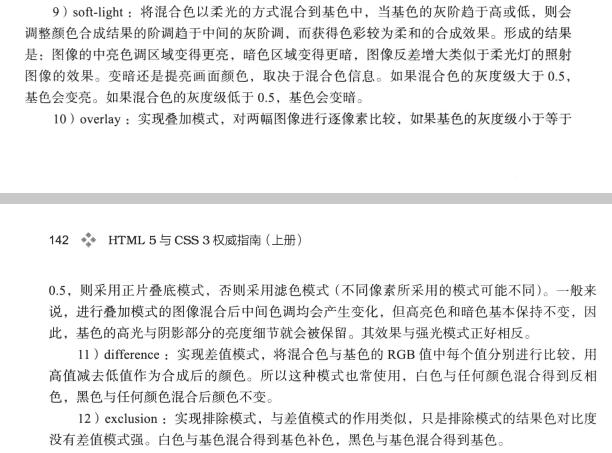 9）soft-light：将混合色以柔光的方式混合到基色中，当基色的灰阶趋于高或低，则会
调整颜色合成结果的阶调趋于中间的灰阶调，而获得色彩较为柔和的合成效果。形成的结果
是：图像的中亮色调区域变得更亮，暗色区域变得更暗，图像反差增大类似于柔光灯的照射
图像的效果。变暗还是提亮画面颜色，取决于混合色信息。如果混合色的灰度级大于 0.5，
基色会变亮。如果混合色的灰度级低于 0.5，基色会变暗。
10）overlay：实现叠加模式，对两幅图像进行逐像素比较，如果基色的灰度级小于等于
142 HTML 5 与 CSS 3 权威指南（上册）
0.5，则采用正片叠底模式，否则采用滤色模式（不同像素所采用的模式可能不同）。一般来
说，进行叠加模式的图像混合后中间色调均会产生变化，但高亮色和暗色基本保持不变，因
此，基色的高光与阴影部分的亮度细节就会被保留。其效果与强光模式正好相反。
11）difference：实现差值模式，将混合色与基色的 RGB 值中每个值分别进行比较，用
高值减去低值作为合成后的颜色。所以这种模式也常使用，白色与任何颜色混合得到反相
色，黑色与任何颜色混合后颜色不变。
12）exclusion：实现排除模式，与差值模式的作用类似，只是排除模式的结果色对比度
没有差值模式强。白色与基色混合得到基色补色，黑色与基色混合得到基色。